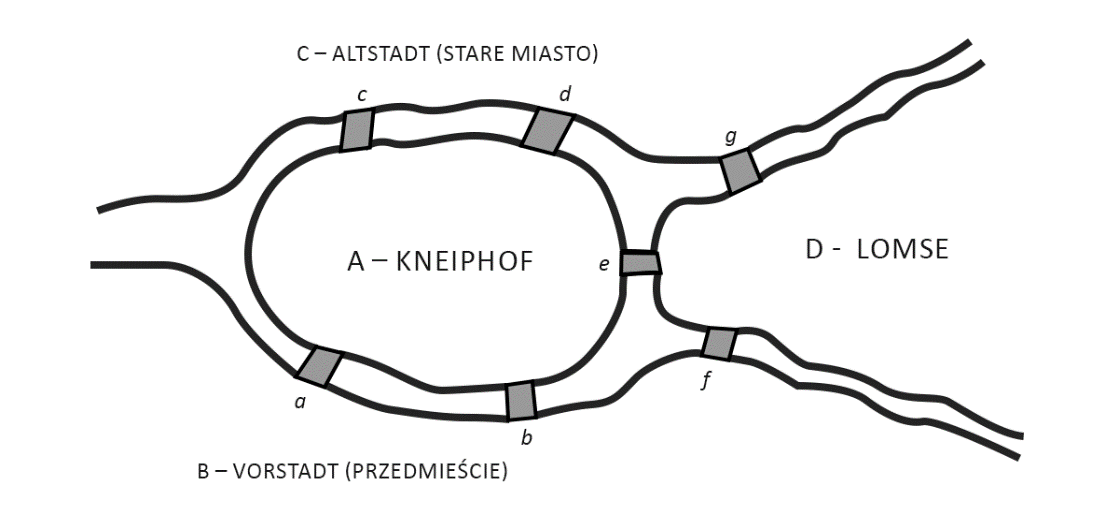 C – ALTSTADT (STARE MIASTO)
c
d
g
A – KNEIPHOF
e
D - LOMSE
f
a
b
B – VORSTADT (PRZEDMIEŚCIE)